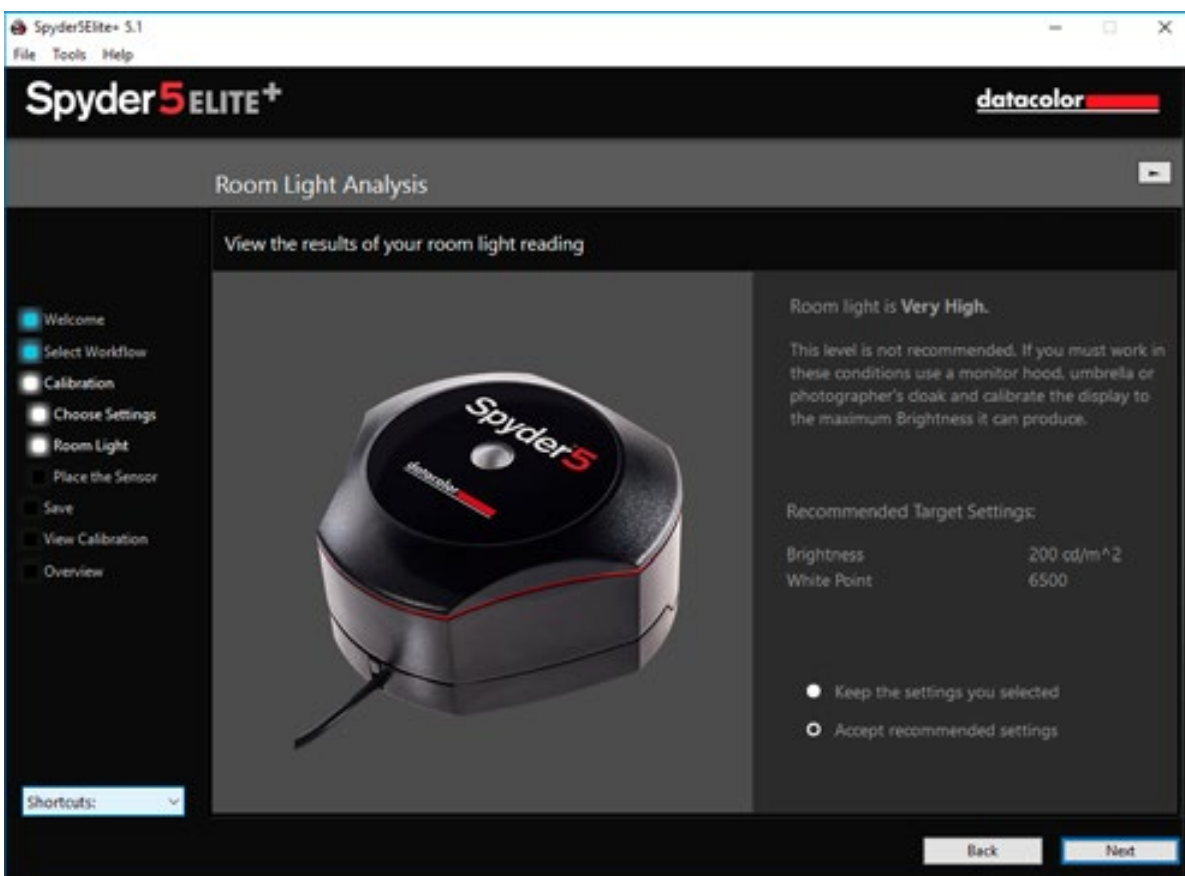 Spyder5Elite+ 5.1
File Tools Help
Spyder5ELITE+
datacolor
Room Light Analysis
View the results of your room light reading
Welcome
Select Workflow
Calibration
Choose Settings
Room Light
Place the Sensor
Save
View Calibration
Overview
Shortcuts:
Spyder5
datacolor
Room light is Very High.
This level is not recommended. If you must work in
these conditions use a monitor hood, umbrella or
photographer's cloak and calibrate the display to
the maximum Brightness it can produce.
Recommended Target Settings:
Brightness 200 cd/m^2
White Point 6500
Keep the settings you selected
Accept recommended settings
Back Next